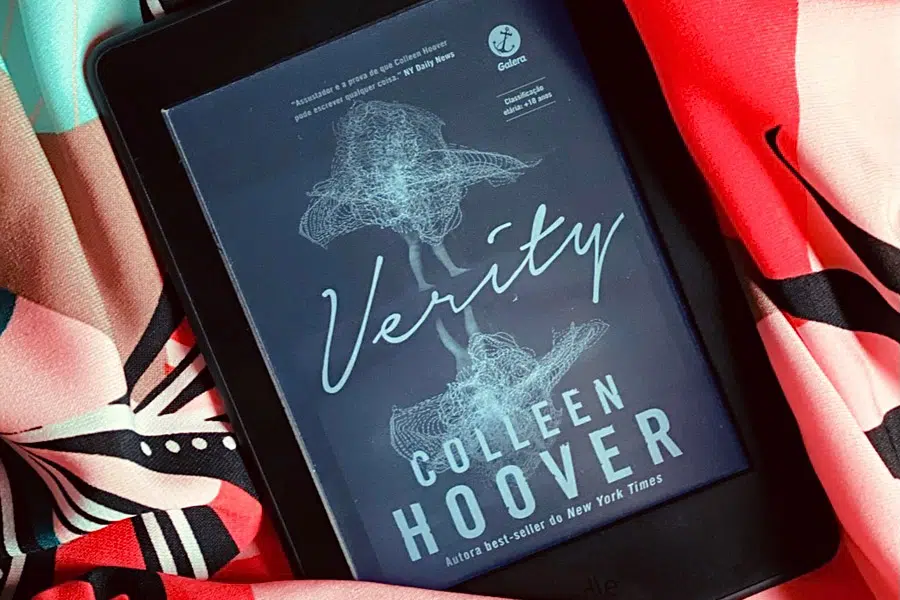 "Assustador e a prova de que Colleen Hoover
pode escrever qualquer coisa." NY Daily News
Galera
Classificação
etária: +18 anos
Verity
COLLEEN
HOOVER
Autora best-seller do New York Times